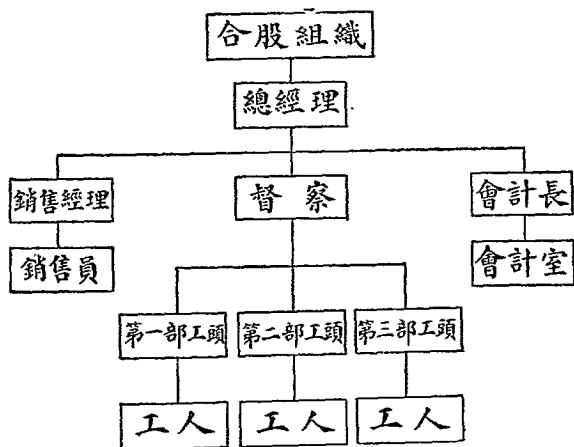 合股組織
總經理
銷售經理
督察
會計長
銷售員
會計室
第一部工頭
第二部工頭
第三部工頭
工人
工人
工人